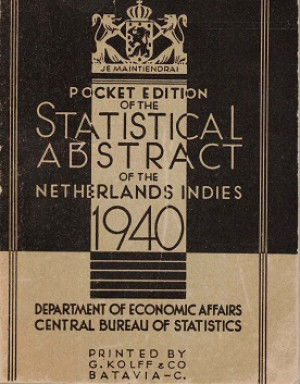 JE MAINTIENDRAI
POCKET EDITION
OF THE
STATISTICAL
ABSTRACT
OF THE
NETHERLANDS INDIES
1940
DEPARTMENT OF ECONOMIC AFFAIRS
CENTRAL BUREAU OF STATISTICS
PRINTED BY
G. KOLFF & CO
BATAVIA-C.